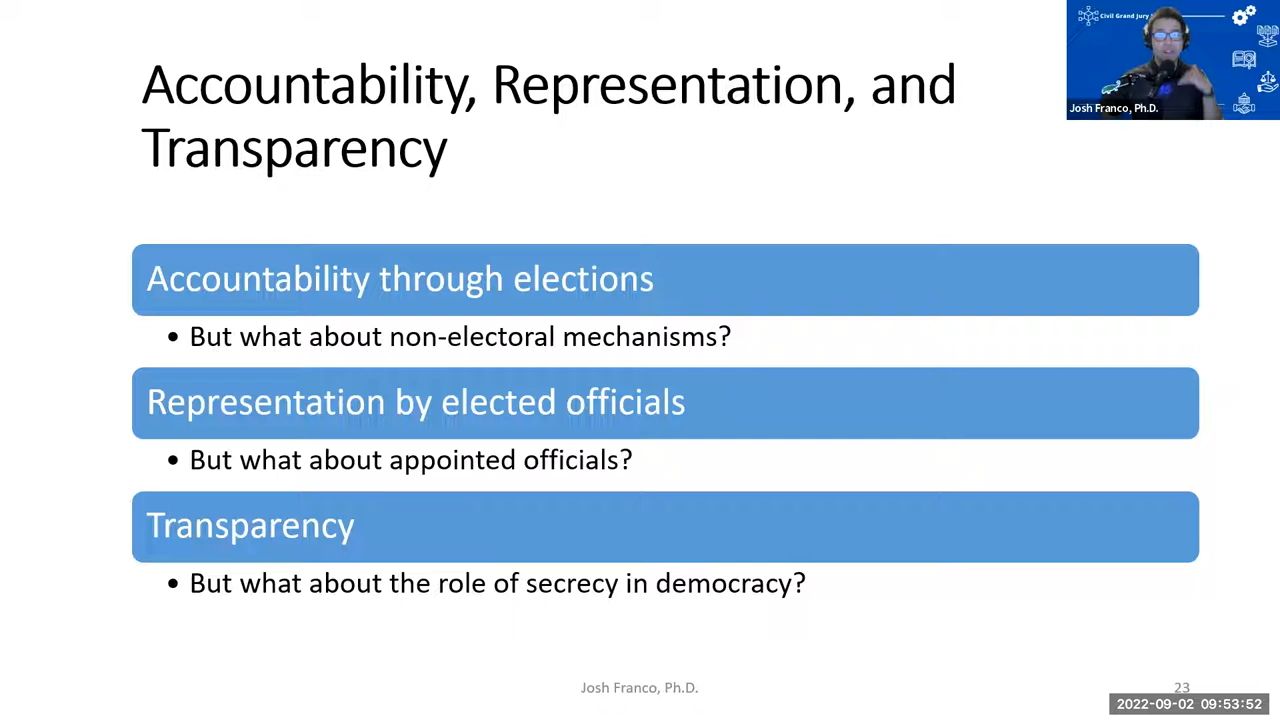 Accountability, Representation, and
Transparency
Civil Grand Jury
Josh Franco, Ph.D.
Accountability through elections
• But what about non-electoral mechanisms?
Representation by elected officials
• But what about appointed officials?
Transparency
• But what about the role of secrecy in democracy?
Josh Franco, Ph.D.
23
2022-09-02 09:53:52